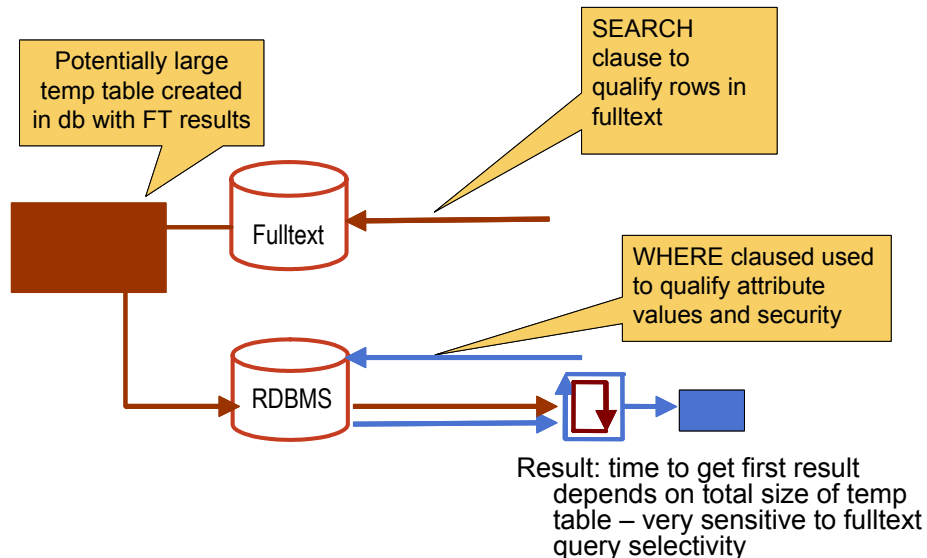 Potentially large
temp table created
in db with FT results
SEARCH
clause to
qualify rows in
fulltext
Fulltext
WHERE claused used
to qualify attribute
values and security
RDBMS
Result: time to get first result
depends on total size of temp
table – very sensitive to fulltext
query selectivity